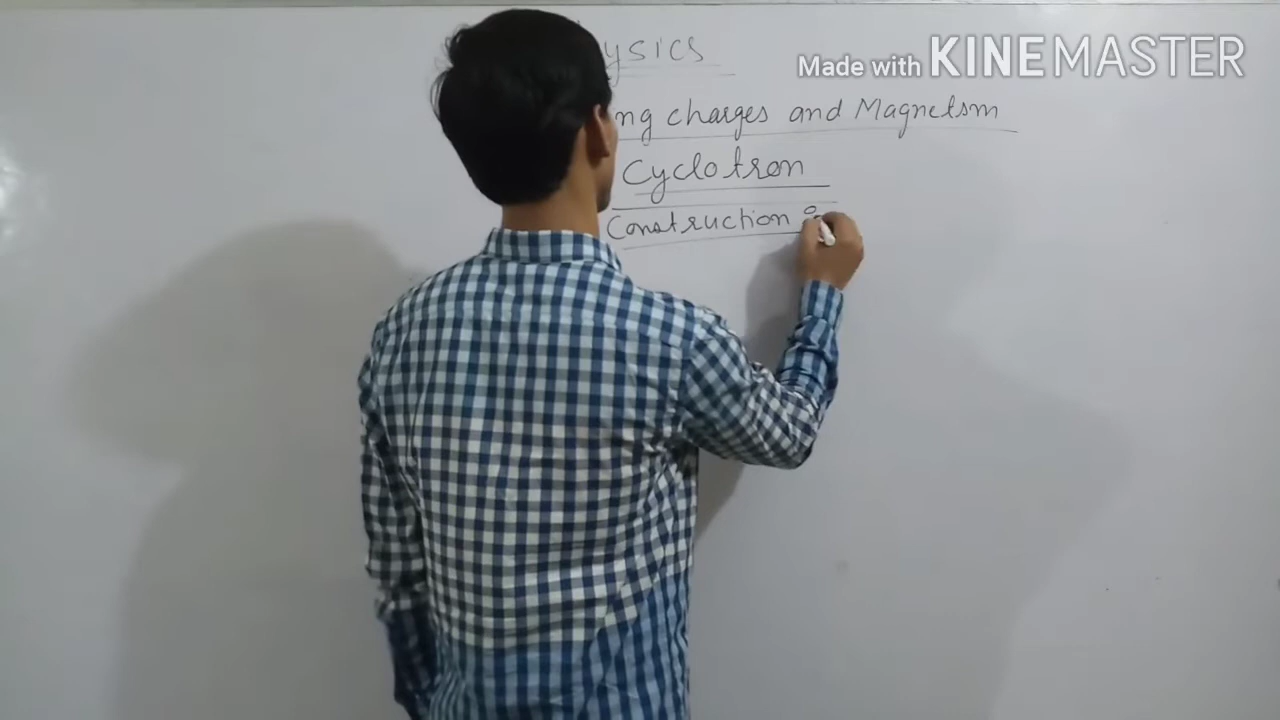 ysics
Made with KINEMASTER
ng charges and Magnetsm
Cyclotron
Construction :